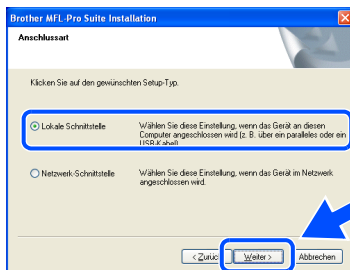 Brother MFL-Pro Suite Installation
Anschlussart
Klicken Sie auf den gewünschten Setup-Typ.
Lokale Schnittstelle
Wählen Sie diese Einstellung, wenn das Gerät an diesen
Computer angeschlossen wird (z. B. über ein paralleles oder ein
USB-Kabel).
Netzwerk-Schnittstelle
Wählen Sie diese Einstellung, wenn das Gerät im Netzwerk
angeschlossen wird.
< Zurück
Weiter >
Abbrechen